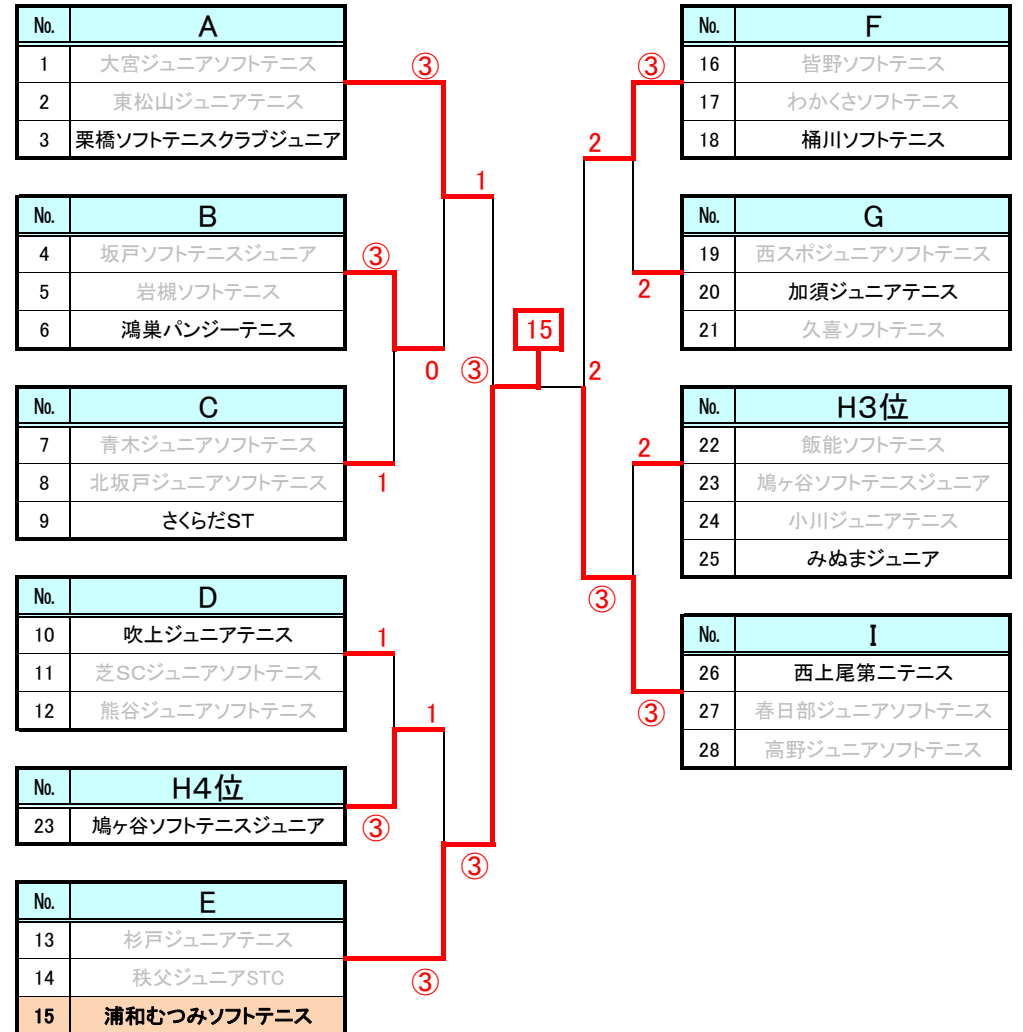 No. A
1 大宮ジュニアソフトテニス
2 東松山ジュニアテニス
3 栗橋ソフトテニスクラブジュニア
③
No. B
4 坂戸ソフトテニスジュニア
5 岩槻ソフトテニス
6 鴻巣パンジーテニス
③
1
0
No. C
7 青木ジュニアソフトテニス
8 北坂戸ジュニアソフトテニス
9 さくらだST
1
③
15
No. D
10 吹上ジュニアテニス
11 芝SCジュニアソフトテニス
12 熊谷ジュニアソフトテニス
1
1
No. H4位
23 鳩ヶ谷ソフトテニスジュニア
③
③
No. E
13 杉戸ジュニアテニス
14 秩父ジュニアSTC
15 浦和むつみソフトテニス
③
No. F
16 皆野ソフトテニス
17 わかくさソフトテニス
18 桶川ソフトテニス
③
2
No. G
19 西スポジュニアソフトテニス
20 加須ジュニアテニス
21 久喜ソフトテニス
2
2
No. H3位
22 飯能ソフトテニス
23 鳩ヶ谷ソフトテニスジュニア
24 小川ジュニアテニス
25 みぬまジュニア
2
③
No. I
26 西上尾第二テニス
27 春日部ジュニアソフトテニス
28 高野ジュニアソフトテニス
③